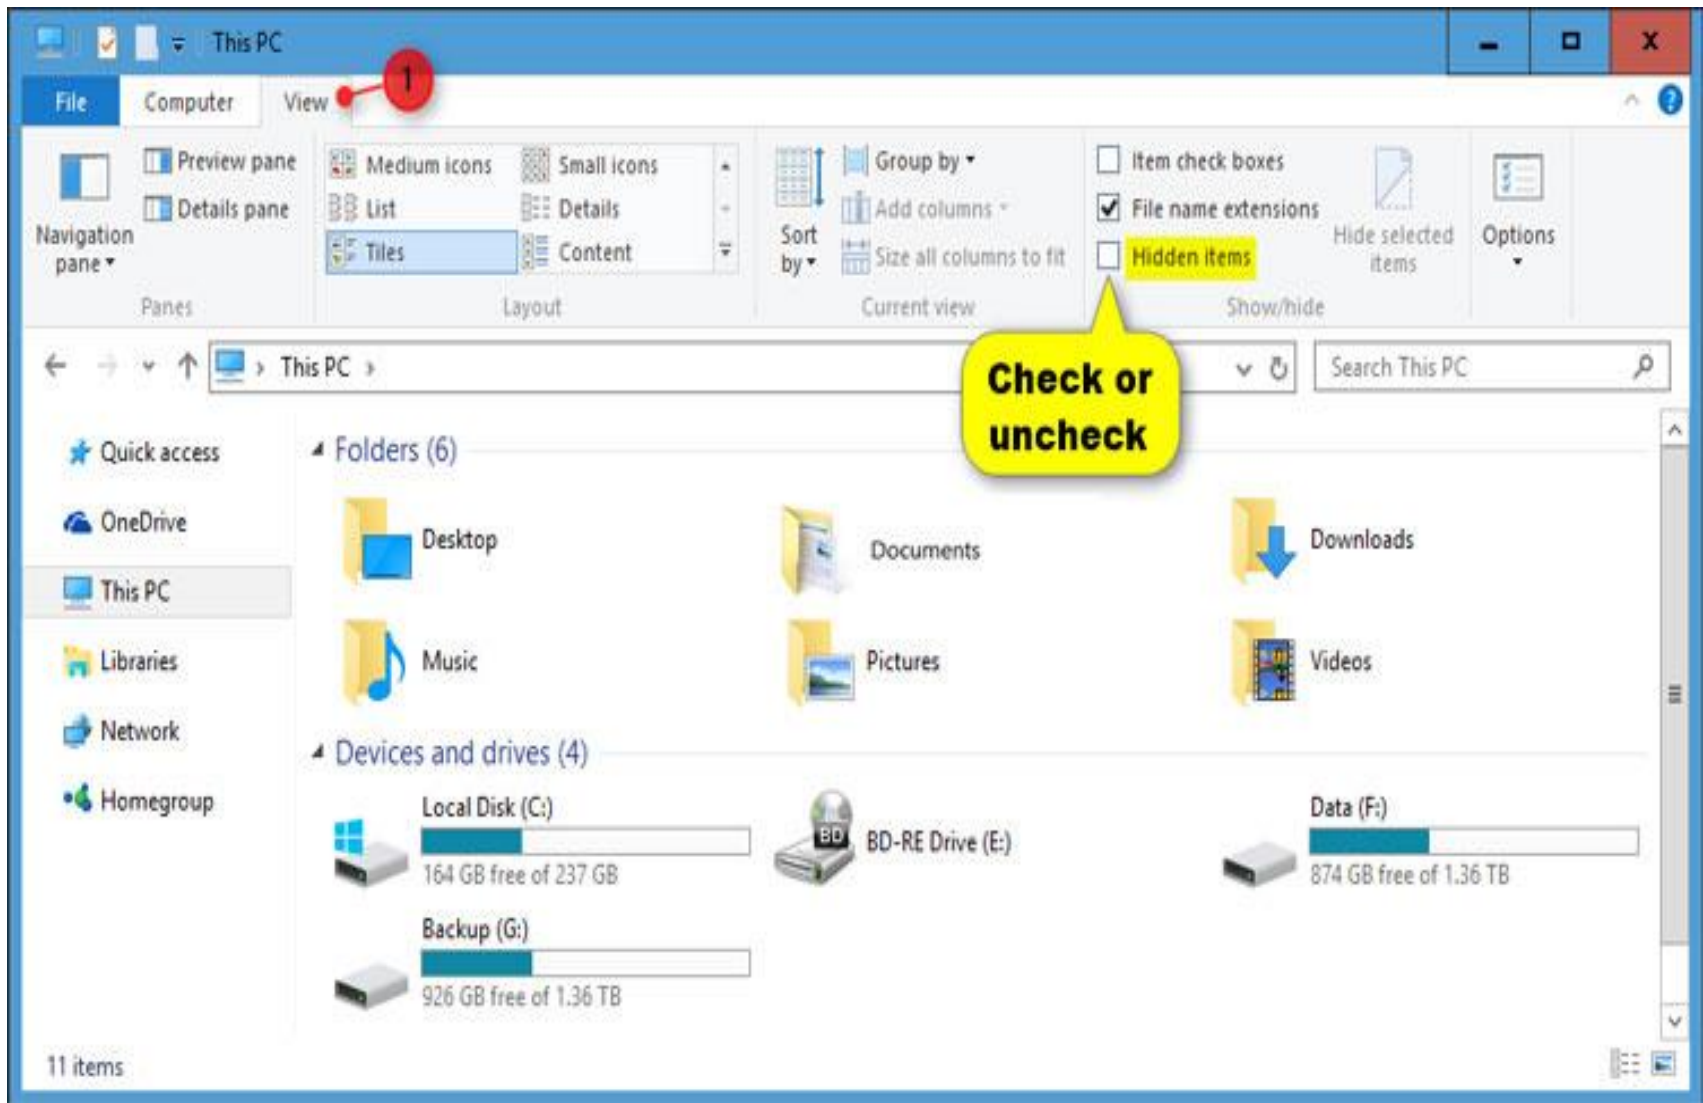 This PC
1
File
Computer
View
Navigation pane
Preview pane
Details pane
Panes
Medium icons
Small icons
List
Details
Tiles
Content
Layout
Sort by
Group by
Add columns
Size all columns to fit
Current view
Item check boxes
File name extensions
Hidden items
Hide selected items
Show/hide
Options
Check or
uncheck
This PC
Search This PC
Quick access
OneDrive
This PC
Libraries
Network
Homegroup
Folders (6)
Desktop
Documents
Downloads
Music
Pictures
Videos
Devices and drives (4)
Local Disk (C:)
164 GB free of 237 GB
BD
BD-RE Drive (E:)
Data (F:)
874 GB free of 1.36 TB
Backup (G:)
926 GB free of 1.36 TB
11 items